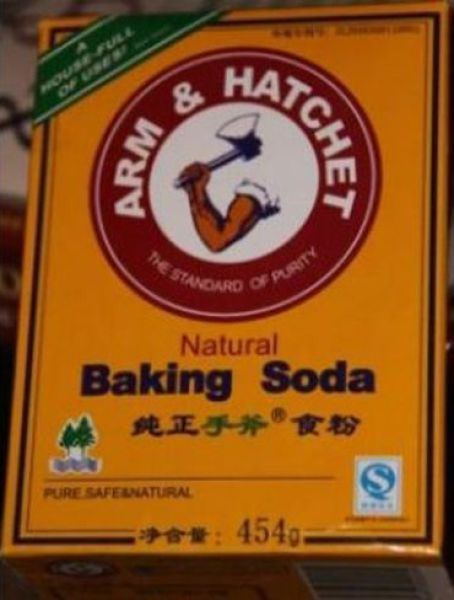 A
HOUSE-FULL
OF USES!
ARM & HATCHET
THE STANDARD OF PURITY
Natural
Baking Soda
纯正手斧®食粉
PURE.SAFE&NATURAL
净含量：454g